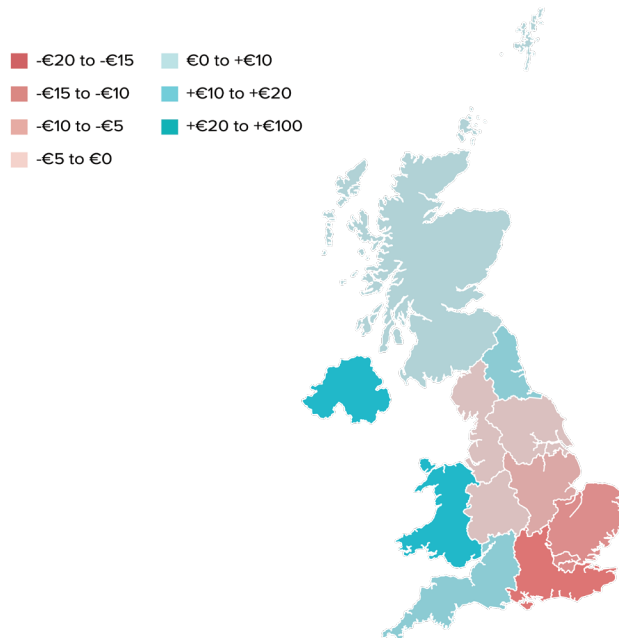 -€20 to -€15
-€15 to -€10
-€10 to -€5
-€5 to €0
€0 to +€10
+€10 to +€20
+€20 to +€100